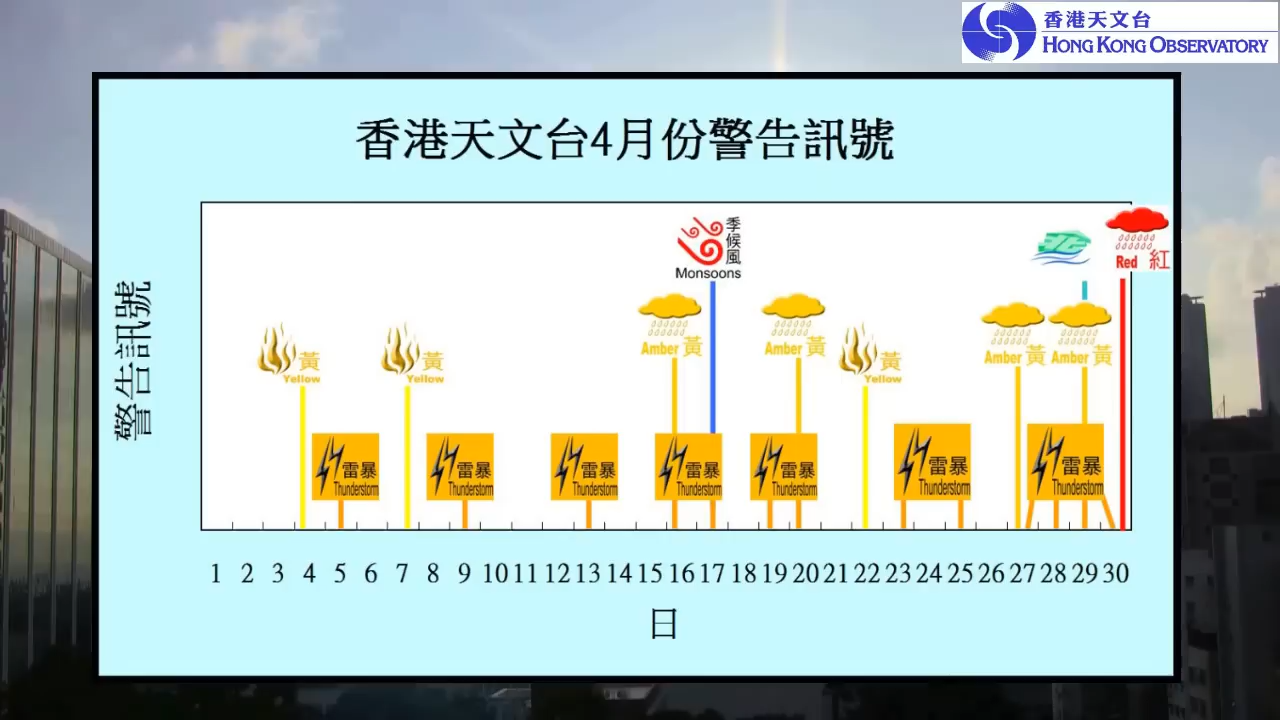 香港天文台
HONG KONG OBSERVATORY
香港天文台4月份警告訊號
警告訊號
季候風
Monsoons
Red 紅
北
Amber 黃
Amber 黃
Amber 黃
Amber 黃
黃
Yellow
黃
Yellow
黃
Yellow
雷暴
Thunderstorm
雷暴
Thunderstorm
雷暴
Thunderstorm
雷暴
Thunderstorm
雷暴
Thunderstorm
雷暴
Thunderstorm
雷暴
Thunderstorm
1 2 3 4 5 6 7 8 9 10 11 12 13 14 15 16 17 18 19 20 21 22 23 24 25 26 27 28 29 30
日